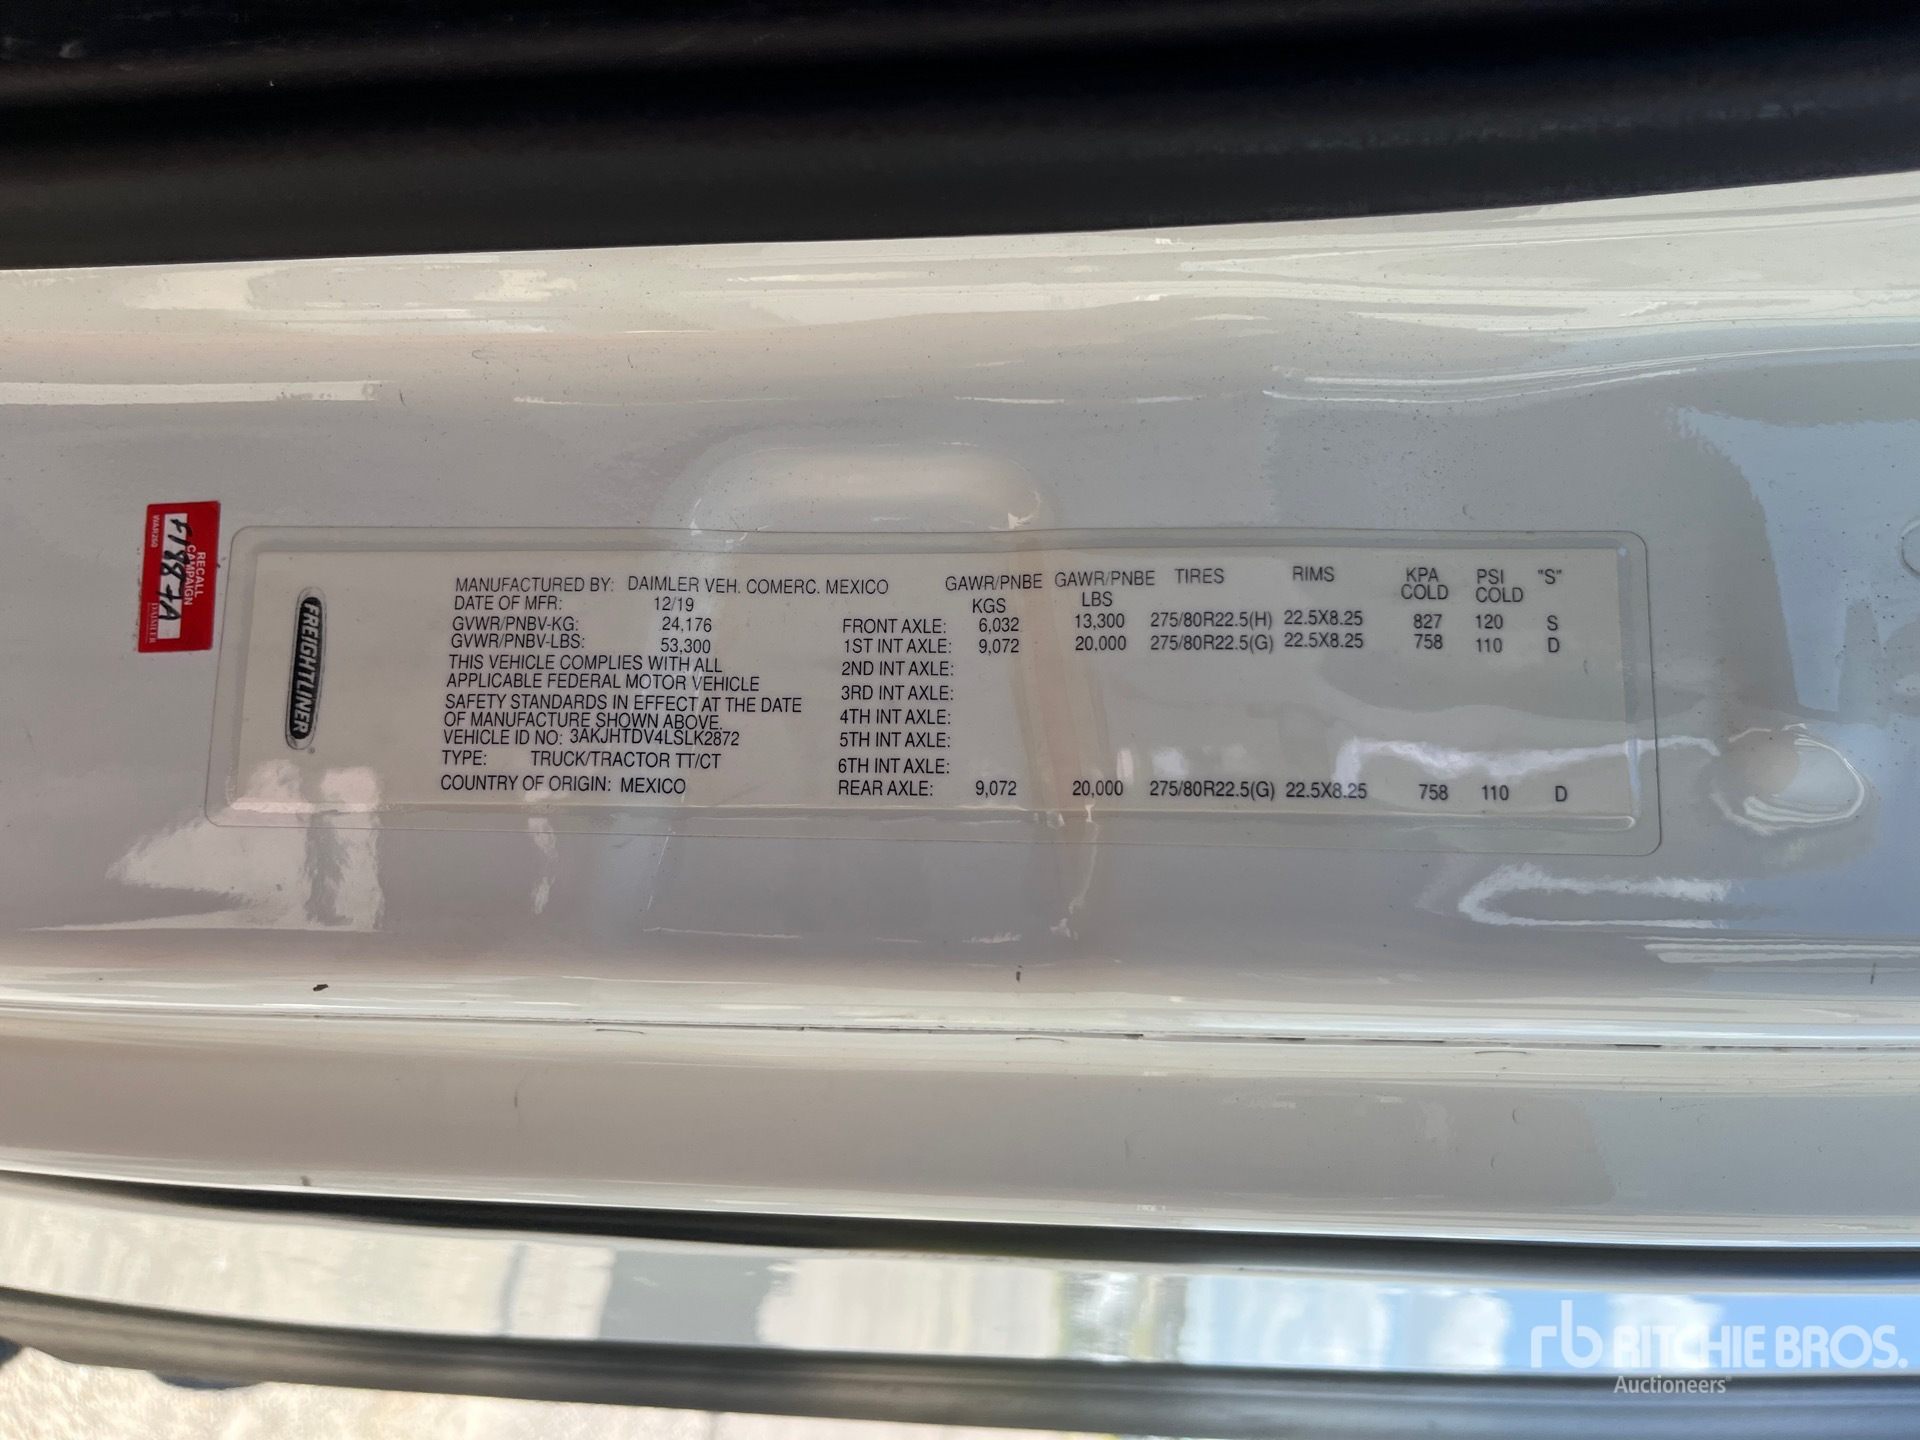 RECALL
CAMPAIGN
F1887A
WAR260
DAIMLER
FREIGHTLINER
MANUFACTURED BY: DAIMLER VEH. COMERC. MEXICO
DATE OF MFR: 12/19
GVWR/PNBV-KG: 24,176
GVWR/PNBV-LBS: 53,300
THIS VEHICLE COMPLIES WITH ALL
APPLICABLE FEDERAL MOTOR VEHICLE
SAFETY STANDARDS IN EFFECT AT THE DATE
OF MANUFACTURE SHOWN ABOVE.
VEHICLE ID NO: 3AKJHTDV4LSLK2872
TYPE: TRUCK/TRACTOR TT/CT
COUNTRY OF ORIGIN: MEXICO
GAWR/PNBE KGS GAWR/PNBE LBS TIRES RIMS KPA COLD PSI COLD "S"
FRONT AXLE: 6,032 13,300 275/80R22.5(H) 22.5X8.25 827 120 S
1ST INT AXLE: 9,072 20,000 275/80R22.5(G) 22.5X8.25 758 110 D
2ND INT AXLE:
3RD INT AXLE:
4TH INT AXLE:
5TH INT AXLE:
6TH INT AXLE:
REAR AXLE: 9,072 20,000 275/80R22.5(G) 22.5X8.25 758 110 D
rb RITCHIE BROS.
Auctioneers